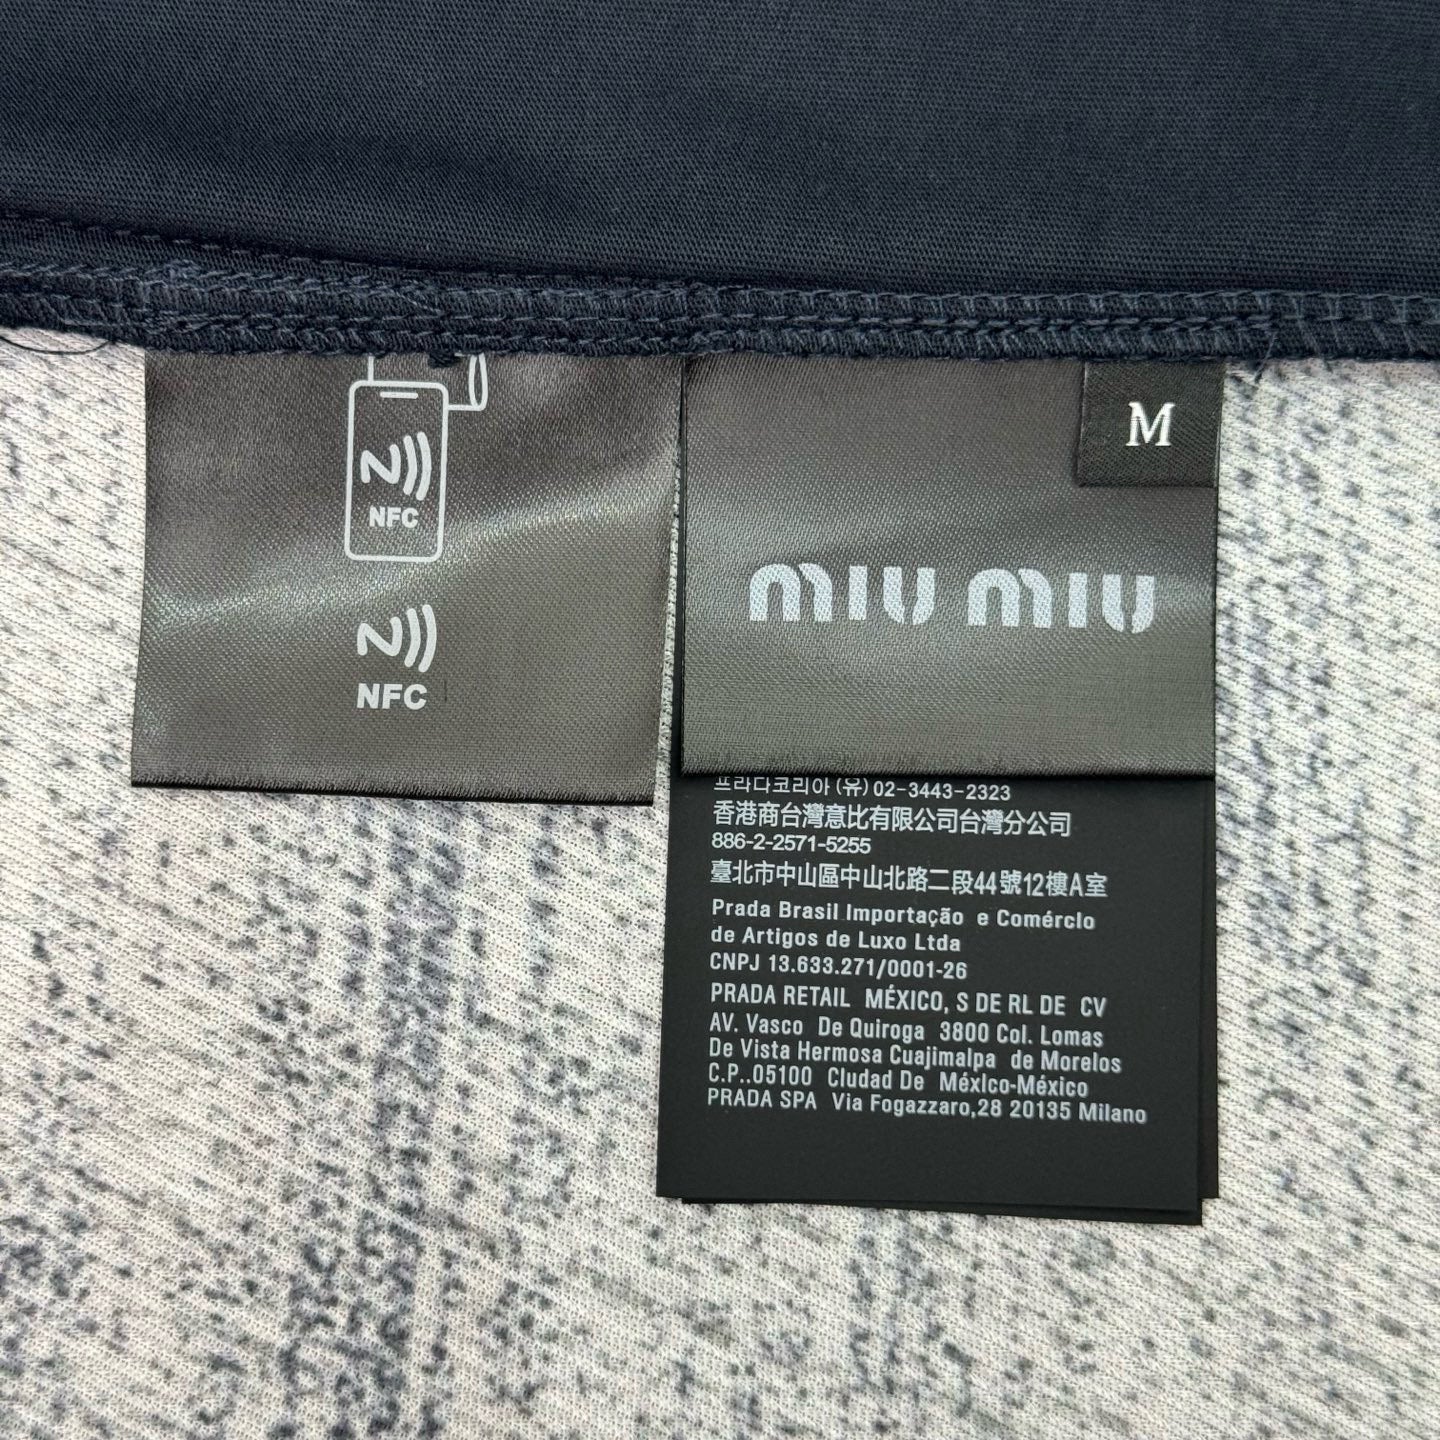 NFC
NFC
M
miu miu
프라다코리아 (유) 02-3443-2323
香港商台灣意比有限公司台灣分公司
886-2-2571-5255
臺北市中山區中山北路二段44號12樓A室
Prada Brasil Importação e Comérclo
de Artigos de Luxo Ltda
CNPJ 13.633.271/0001-26
PRADA RETAIL MÉXICO, S DE RL DE CV
AV. Vasco De Quiroga 3800 Col. Lomas
De Vista Hermosa Cuajimalpa de Morelos
C.P..05100 Cludad De Méxlco-México
PRADA SPA Via Fogazzaro,28 20135 Milano